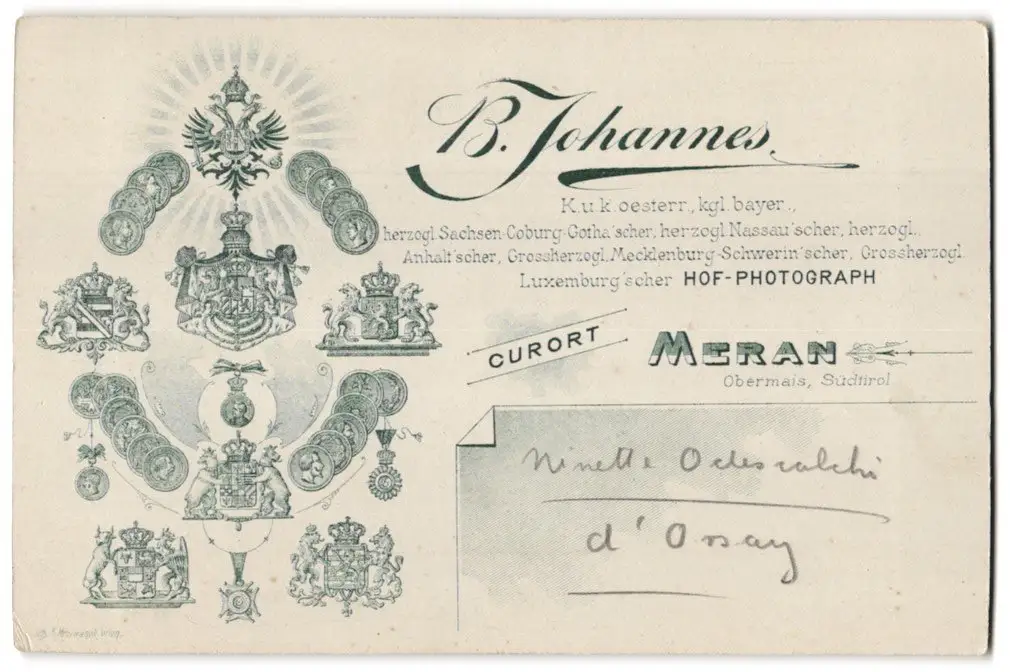 B. Johannes.
K.u.k. oesterr., kgl. bayer.,
herzogl. Sachsen-Coburg-Gotha'scher, herzogl. Nassau'scher, herzogl.
Anhalt'scher, Grossherzogl. Mecklenburg-Schwerin'scher, Grossherzogl.
Luxemburg'scher HOF-PHOTOGRAPH
CURORT MERAN
Obermais, Südtirol
Ninette Odescalchi
d'Orsay
Wien.